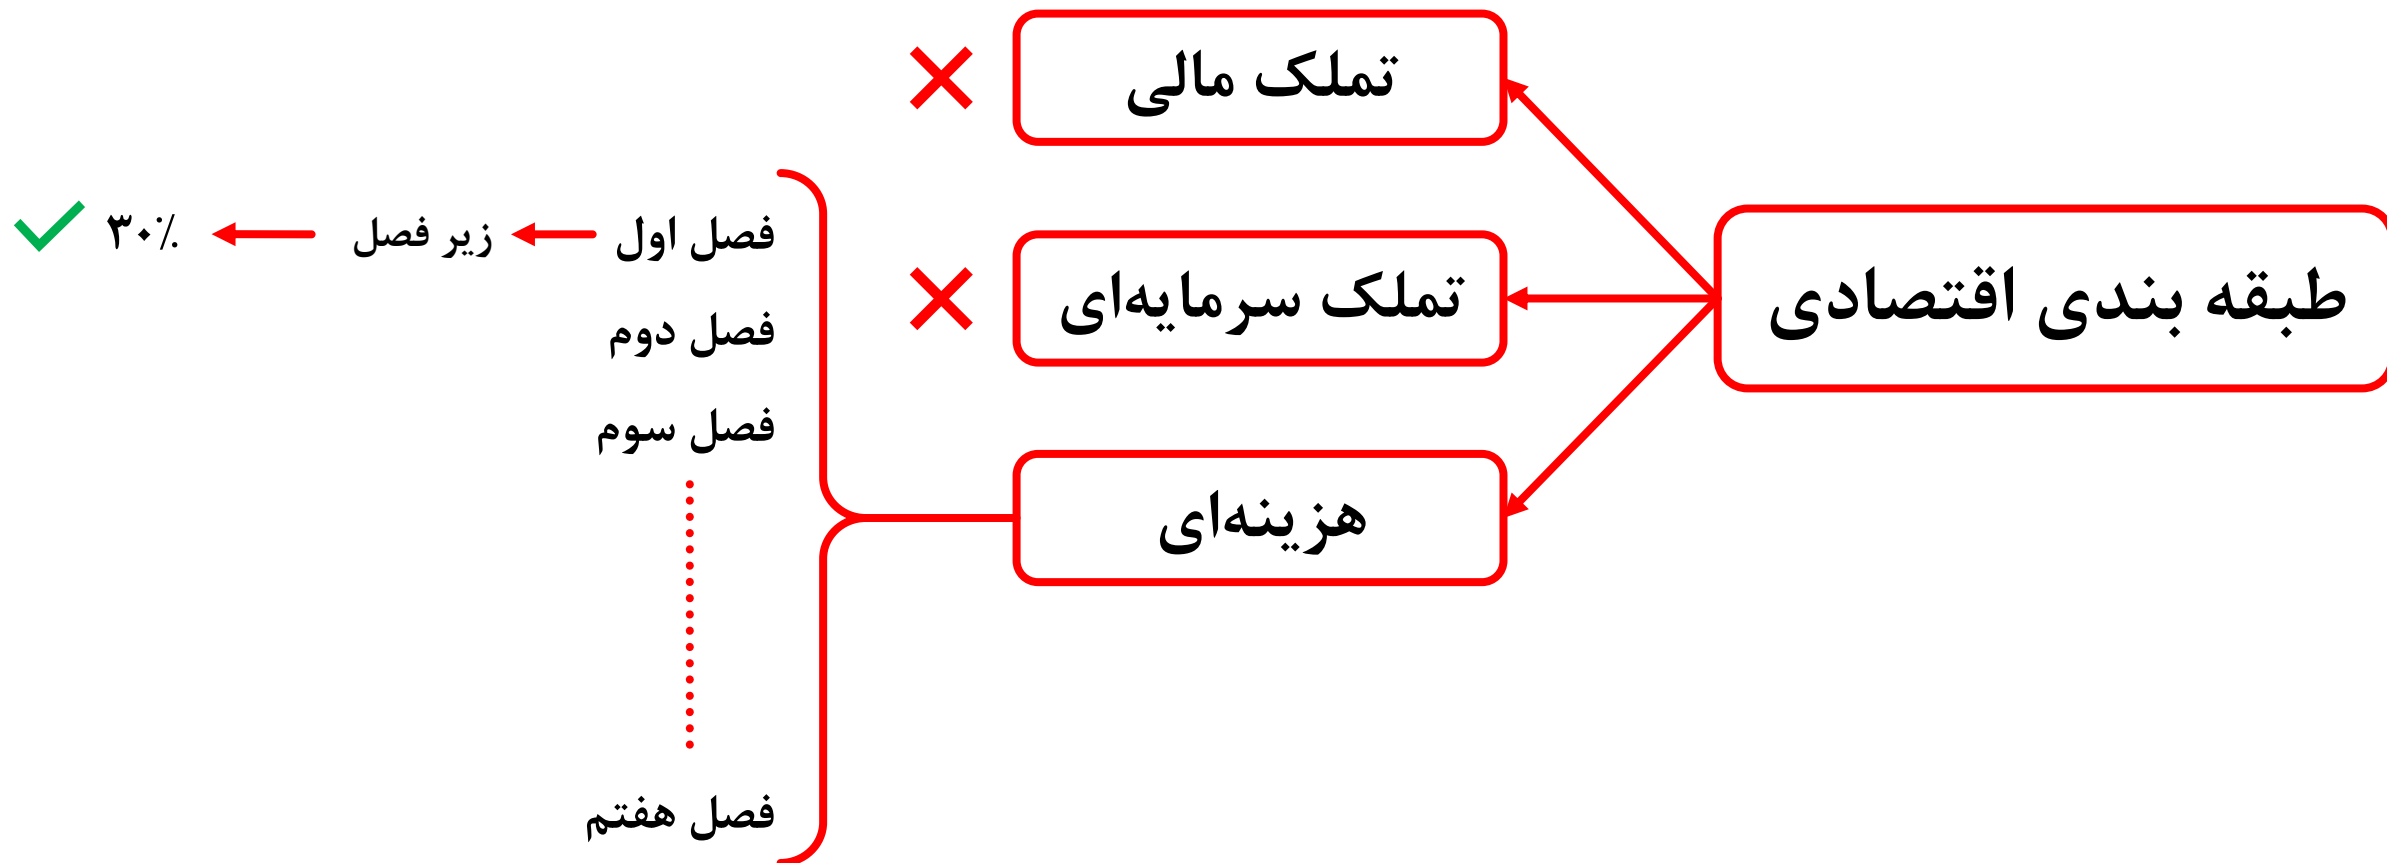 طبقه بندی اقتصادی
تملک مالی
تملک سرمایه‌ای
هزینه‌ای
فصل اول
زیر فصل
۳۰٪
فصل دوم
فصل سوم
فصل هفتم